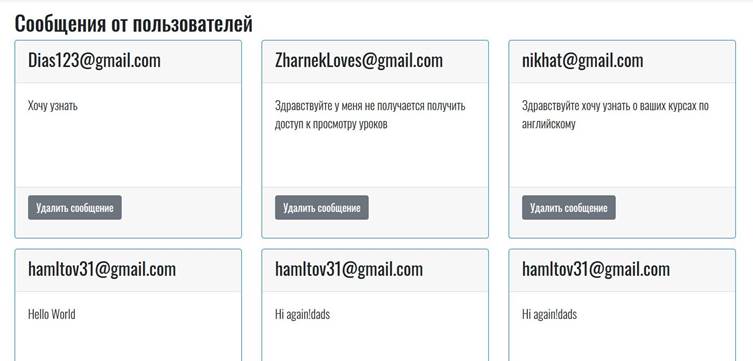 Сообщения от пользователей
Dias123@gmail.com
Хочу узнать
Удалить сообщение
ZharnekLoves@gmail.com
Здравствуйте у меня не получается получить
доступ к просмотру уроков
Удалить сообщение
nikhat@gmail.com
Здравствуйте хочу узнать о ваших курсах по
английскому
Удалить сообщение
hamltov31@gmail.com
Hello World
hamltov31@gmail.com
Hi again!dads
hamltov31@gmail.com
Hi again!dads